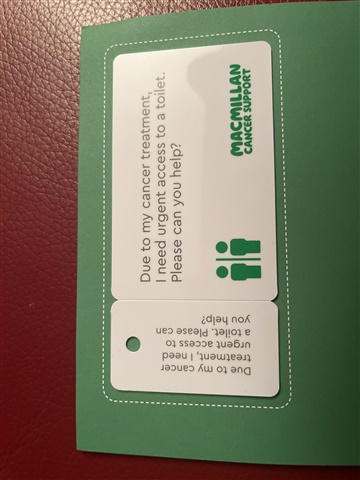 Due to my cancer treatment,
I need urgent access to a toilet.
Please can you help?
MACMILLAN
CANCER SUPPORT
Due to my cancer
treatment, I need
urgent access to
a toilet. Please can
you help?